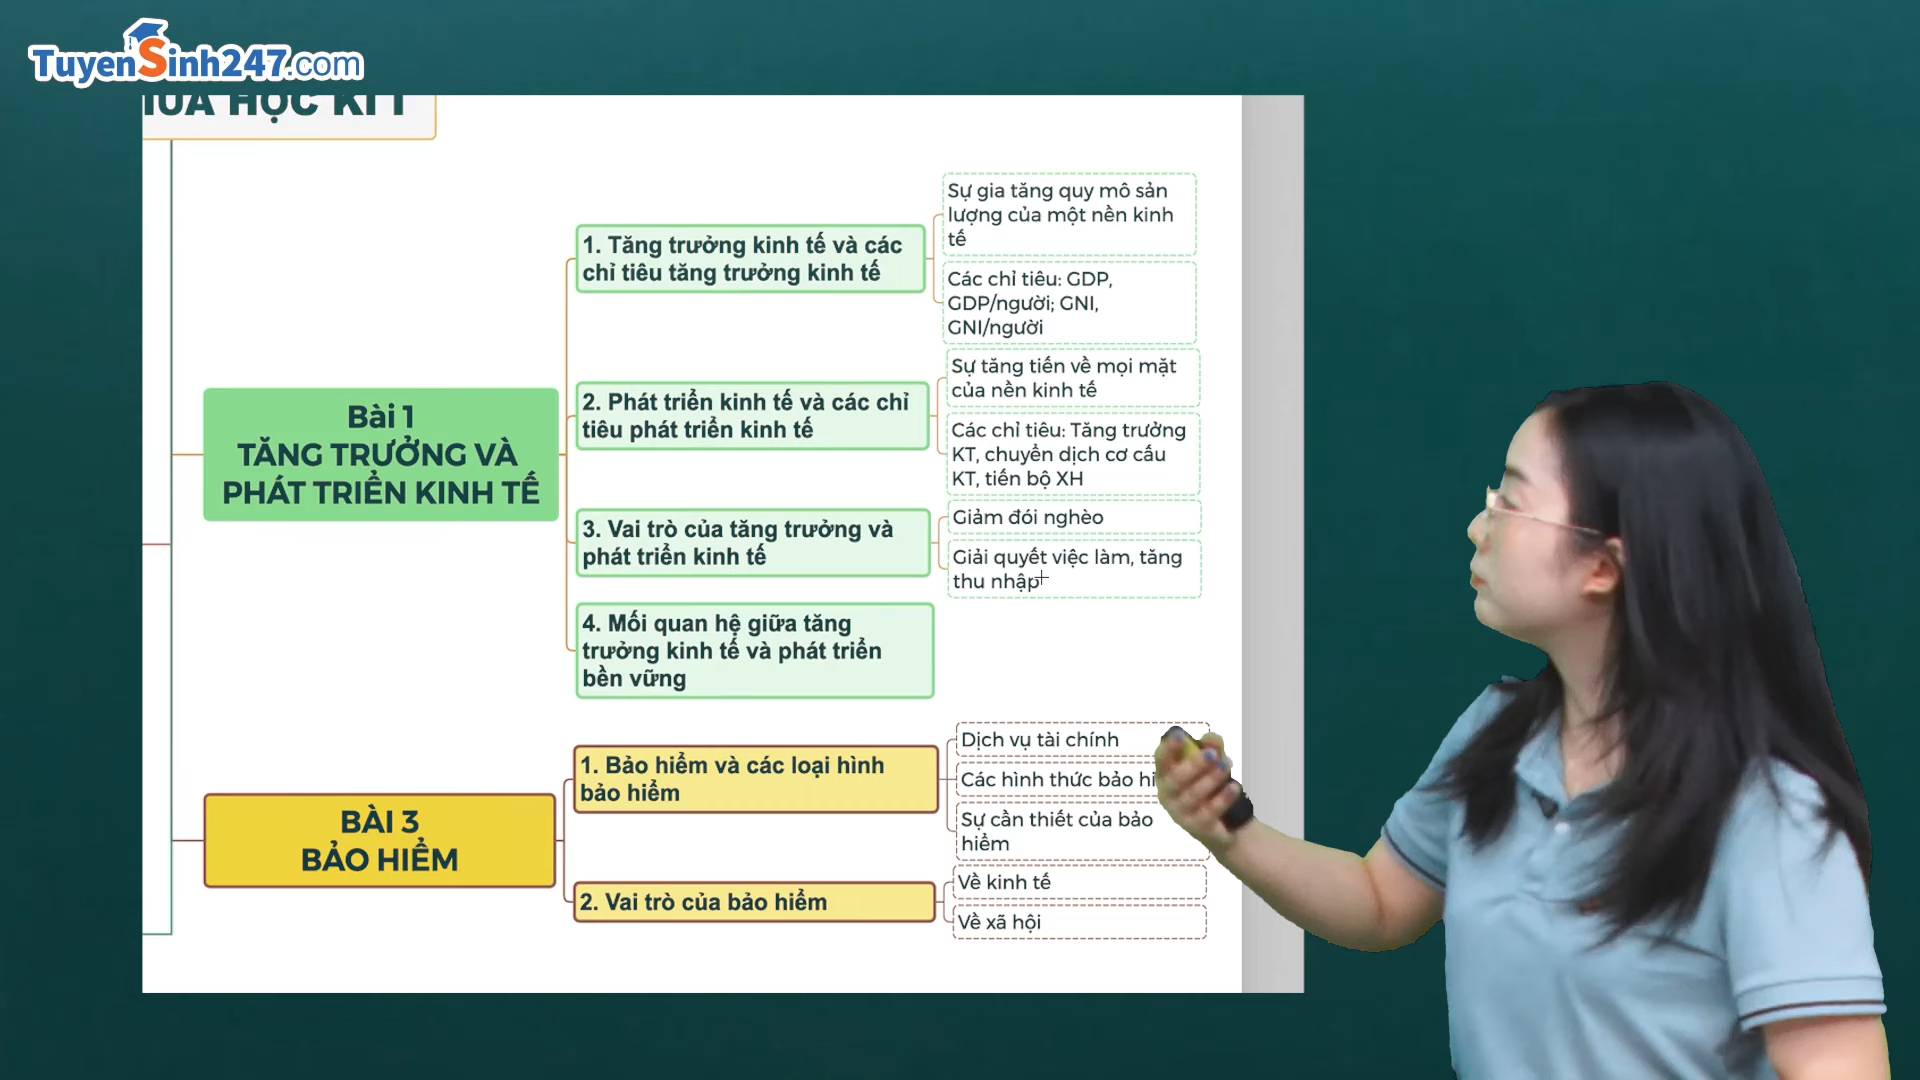 TuyenSinh247.com
HỌC KÌ 1
Bài 1
TĂNG TRƯỞNG VÀ
PHÁT TRIỂN KINH TẾ
1. Tăng trưởng kinh tế và các
chỉ tiêu tăng trưởng kinh tế
Sự gia tăng quy mô sản
lượng của một nền kinh
tế
Các chỉ tiêu: GDP,
GDP/người; GNI,
GNI/người
2. Phát triển kinh tế và các chỉ
tiêu phát triển kinh tế
Sự tăng tiến về mọi mặt
của nền kinh tế
Các chỉ tiêu: Tăng trưởng
KT, chuyển dịch cơ cấu
KT, tiến bộ XH
3. Vai trò của tăng trưởng và
phát triển kinh tế
Giảm đói nghèo
Giải quyết việc làm, tăng
thu nhập
4. Mối quan hệ giữa tăng
trưởng kinh tế và phát triển
bền vững
BÀI 3
BẢO HIỂM
1. Bảo hiểm và các loại hình
bảo hiểm
Dịch vụ tài chính
Các hình thức bảo
Sự cần thiết của bảo
hiểm
2. Vai trò của bảo hiểm
Về kinh tế
Về xã hội